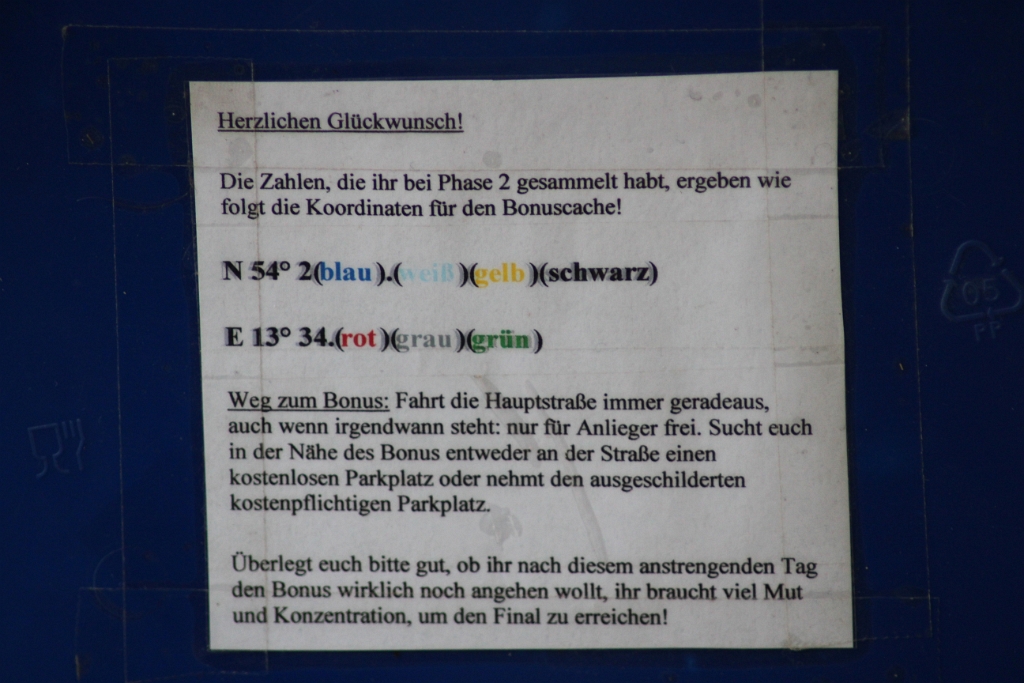 Herzlichen Glückwunsch!
Die Zahlen, die ihr bei Phase 2 gesammelt habt, ergeben wie
folgt die Koordinaten für den Bonuscache!
N 54° 2(blau).(weiß)(gelb)(schwarz)
E 13° 34.(rot)(grau)(grün)
Weg zum Bonus: Fahrt die Hauptstraße immer geradeaus,
auch wenn irgendwann steht: nur für Anlieger frei. Sucht euch
in der Nähe des Bonus entweder an der Straße einen
kostenlosen Parkplatz oder nehmt den ausgeschilderten
kostenpflichtigen Parkplatz.
Überlegt euch bitte gut, ob ihr nach diesem anstrengenden Tag
den Bonus wirklich noch angehen wollt, ihr braucht viel Mut
und Konzentration, um den Final zu erreichen!
05
PP